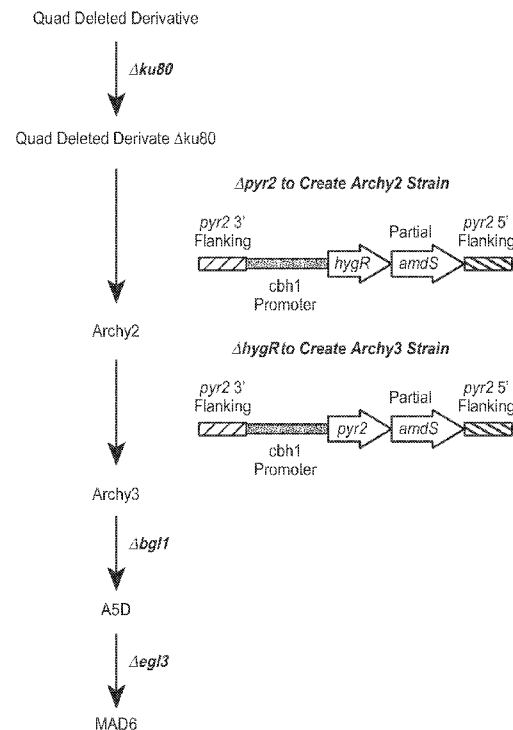 Quad Deleted Derivative
Δku80
Quad Deleted Derivate Δku80
Δpyr2 to Create Archy2 Strain
pyr2 3'
Flanking
Partial
pyr2 5'
Flanking
hygR
amdS
cbh1
Promoter
Archy2
ΔhygR to Create Archy3 Strain
pyr2 3'
Flanking
Partial
pyr2 5'
Flanking
pyr2
amdS
cbh1
Promoter
Archy3
Δbgl1
A5D
Δegl3
MAD6